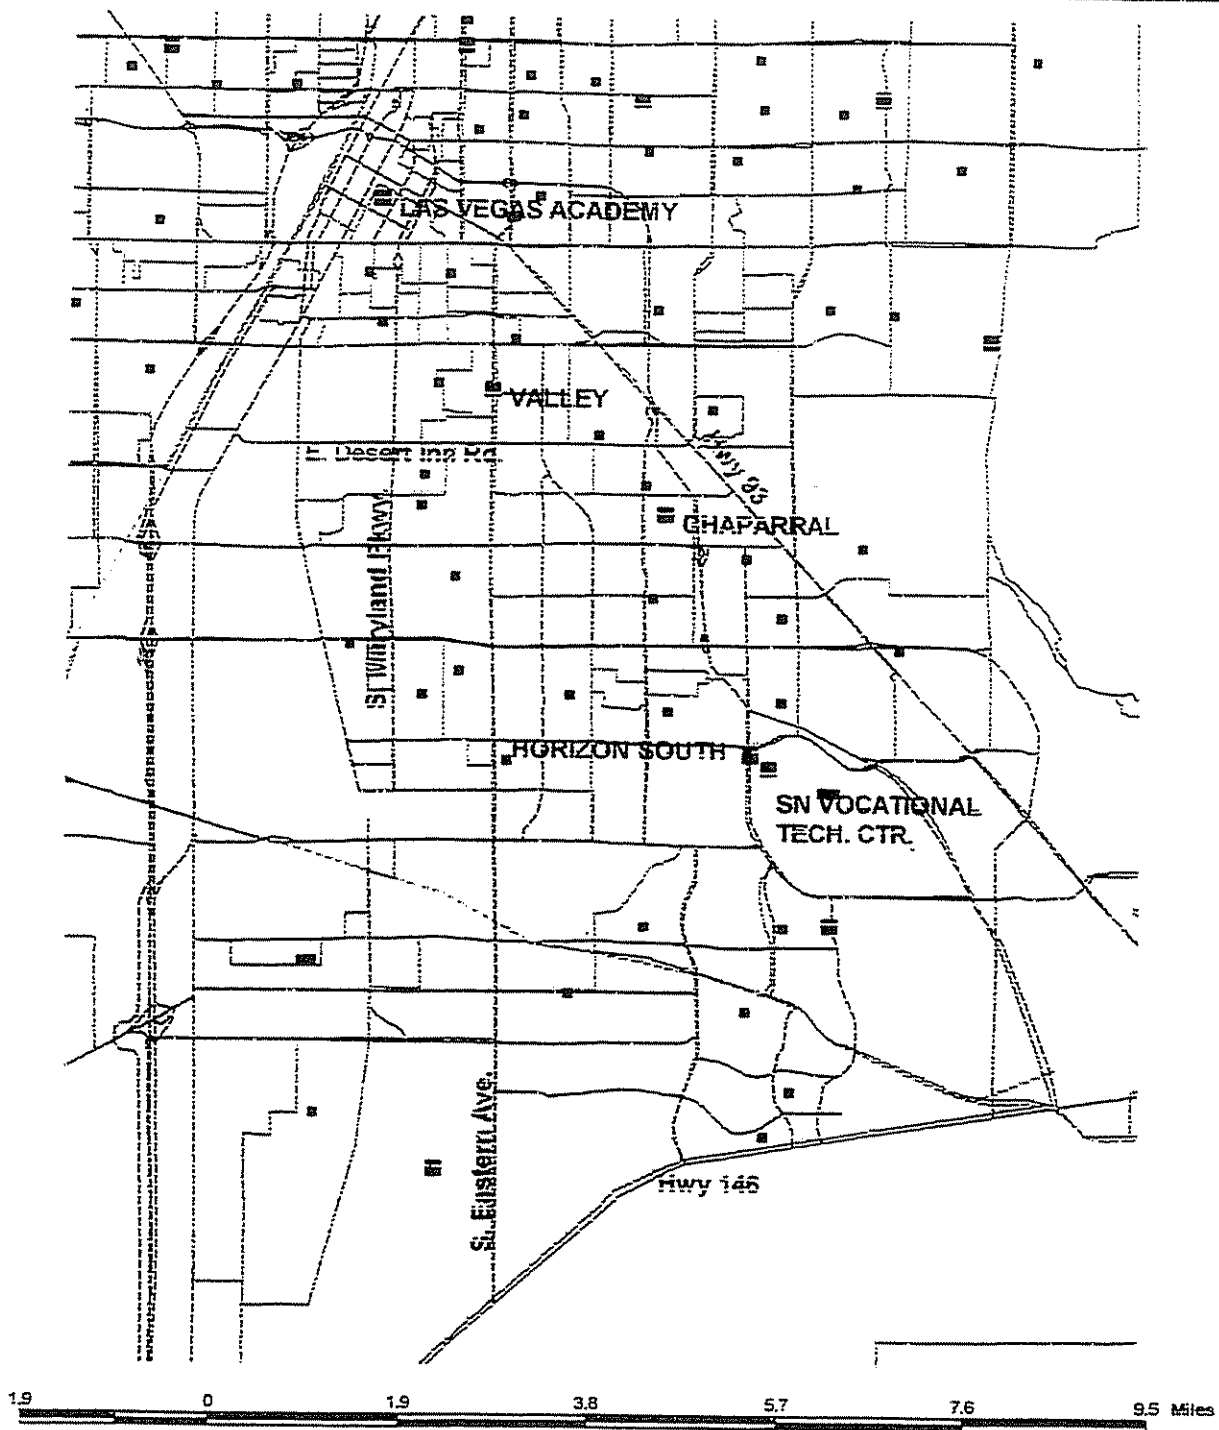 LAS VEGAS ACADEMY
VALLEY
E. Desert Inn Rd.
Hwy 95
CHAPARRAL
S. Maryland Pkwy.
HORIZON SOUTH
SN VOCATIONAL
TECH. CTR.
S. Eastern Ave.
Hwy 146
1.9 0 1.9 3.8 5.7 7.6 9.5 Miles